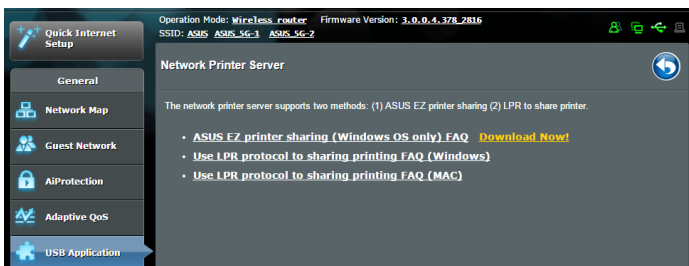 Quick Internet
Setup
Operation Mode: Wireless router Firmware Version: 3.0.0.4.378_2816
SSID: ASUS ASUS_5G-1 ASUS_5G-2
General
Network Map
Guest Network
AiProtection
Adaptive QoS
USB Application
Network Printer Server
The network printer server supports two methods: (1) ASUS EZ printer sharing (2) LPR to share printer.
• ASUS EZ printer sharing (Windows OS only) FAQ Download Now!
• Use LPR protocol to sharing printing FAQ (Windows)
• Use LPR protocol to sharing printing FAQ (MAC)